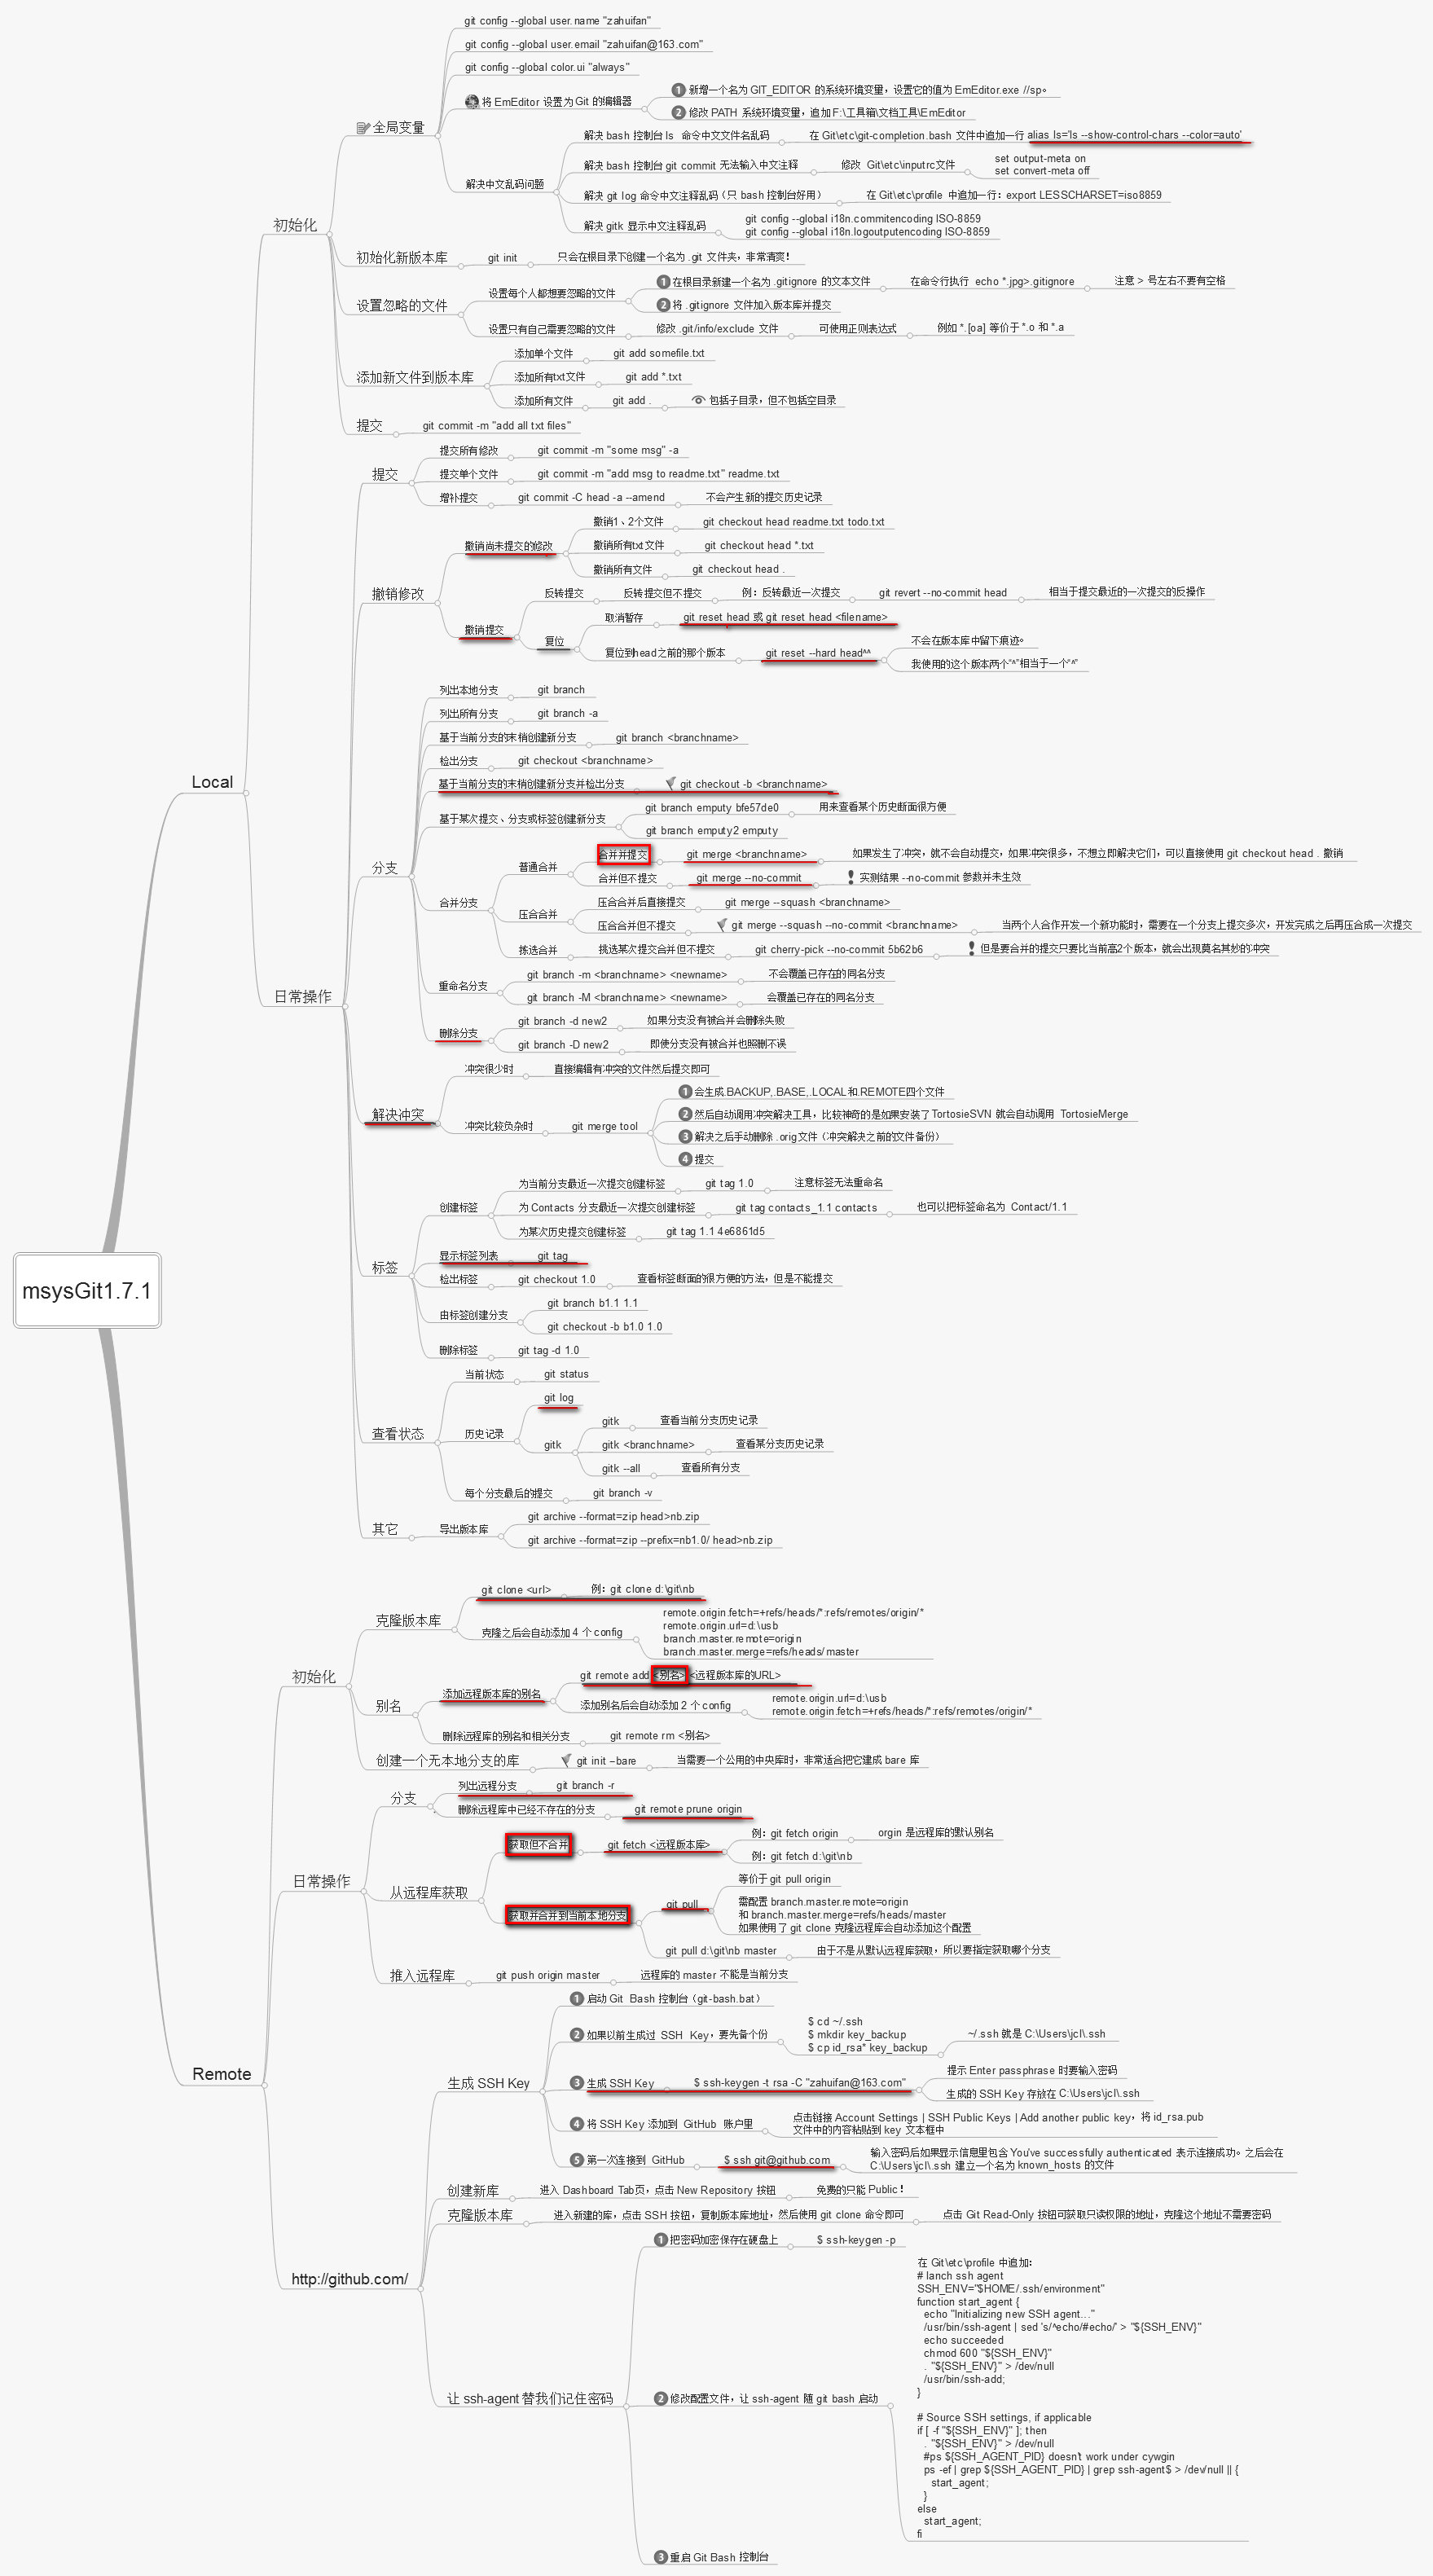 msysGit1.7.1
Local
初始化
全局变量
git config --global user.name "zahuifan"
git config --global user.email "zahuifan@163.com"
git config --global color.ui "always"
将 EmEditor 设置为 Git 的编辑器
1 新增一个名为 GIT_EDITOR 的系统环境变量，设置它的值为 EmEditor.exe //sp。
2 修改 PATH 系统环境变量，追加 F:\工具箱\文档工具\EmEditor
解决中文乱码问题
解决 bash 控制台 ls 命令中文文件名乱码
在 Git\etc\git-completion.bash 文件中追加一行 alias ls='ls --show-control-chars --color=auto'
解决 bash 控制台 git commit 无法输入中文注释
修改 Git\etc\inputrc文件
set output-meta on
set convert-meta off
解决 git log 命令中文注释乱码（只 bash 控制台好用）
在 Git\etc\profile 中追加一行：export LESSCHARSET=iso8859
解决 gitk 显示中文注释乱码
git config --global i18n.commitencoding ISO-8859
git config --global i18n.logoutputencoding ISO-8859
初始化新版本库
git init
只会在根目录下创建一个名为 .git 文件夹，非常清爽！
设置忽略的文件
设置每个人都想要忽略的文件
1 在根目录新建一个名为 .gitignore 的文本文件
在命令行执行 echo *.jpg>.gitignore
注意 > 号左右不要有空格
2 将 .gitignore 文件加入版本库并提交
设置只有自己需要忽略的文件
修改 .git/info/exclude 文件
可使用正则表达式
例如 *.[oa] 等价于 *.o 和 *.a
添加新文件到版本库
添加单个文件
git add somefile.txt
添加所有txt文件
git add *.txt
添加所有文件
git add .
包括子目录，但不包括空目录
提交
git commit -m "add all txt files"
日常操作
提交
提交所有修改
git commit -m "some msg" -a
提交单个文件
git commit -m "add msg to readme.txt" readme.txt
增补提交
git commit -C head -a --amend
不会产生新的提交历史记录
撤销修改
撤销尚未提交的修改
撤销1、2个文件
git checkout head readme.txt todo.txt
撤销所有txt文件
git checkout head *.txt
撤销所有文件
git checkout head .
撤销提交
反转提交
反转提交但不提交
例：反转最近一次提交
git revert --no-commit head
相当于提交最近的一次提交的反操作
复位
取消暂存
git reset head 或 git reset head <filename>
复位到head之前的那个版本
git reset --hard head^^
不会在版本库中留下痕迹。
我使用的这个版本两个“^”相当于一个“^”
分支
列出本地分支
git branch
列出所有分支
git branch -a
基于当前分支的末梢创建新分支
git branch <branchname>
检出分支
git checkout <branchname>
基于当前分支的末梢创建新分支并检出分支
git checkout -b <branchname>
基于某次提交、分支或标签创建新分支
git branch emputy bfe57de0
用来查看某个历史断面很方便
git branch emputy2 emputy
合并分支
普通合并
合并并提交
git merge <branchname>
如果发生了冲突，就不会自动提交，如果冲突很多，不想立即解决它们，可以直接使用 git checkout head . 撤销
合并但不提交
git merge --no-commit
实测结果 --no-commit 参数并未生效
压合合并
压合合并后直接提交
git merge --squash <branchname>
压合合并但不提交
git merge --squash --no-commit <branchname>
当两个人合作开发一个新功能时，需要在一个分支上提交多次，开发完成之后再压合成一次提交
拣选合并
挑选某次提交合并但不提交
git cherry-pick --no-commit 5b62b6
但是要合并的提交只要比当前高2个版本，就会出现莫名其妙的冲突
重命名分支
git branch -m <branchname> <newname>
不会覆盖已存在的同名分支
git branch -M <branchname> <newname>
会覆盖已存在的同名分支
删除分支
git branch -d new2
如果分支没有被合并会删除失败
git branch -D new2
即使分支没有被合并也照删不误
解决冲突
冲突很少时
直接编辑有冲突的文件然后提交即可
冲突比较负杂时
git merge tool
1 会生成.BACKUP,.BASE,.LOCAL和.REMOTE四个文件
2 然后自动调用冲突解决工具，比较神奇的是如果安装了 TortosieSVN 就会自动调用 TortosieMerge
3 解决之后手动删除 .orig文件（冲突解决之前的文件备份）
4 提交
标签
创建标签
为当前分支最近一次提交创建标签
git tag 1.0
注意标签无法重命名
为 Contacts 分支最近一次提交创建标签
git tag contacts_1.1 contacts
也可以把标签命名为 Contact/1.1
为某次历史提交创建标签
git tag 1.1 4e6861d5
显示标签列表
git tag
检出标签
git checkout 1.0
查看标签断面的很方便的方法，但是不能提交
由标签创建分支
git branch b1.1 1.1
git checkout -b b1.0 1.0
删除标签
git tag -d 1.0
查看状态
当前状态
git status
历史记录
git log
gitk
gitk
查看当前分支历史记录
gitk <branchname>
查看某分支历史记录
gitk --all
查看所有分支
每个分支最后的提交
git branch -v
其它
导出版本库
git archive --format=zip head>nb.zip
git archive --format=zip --prefix=nb1.0/ head>nb.zip
Remote
初始化
克隆版本库
git clone <url>
例：git clone d:\git\nb
克隆之后会自动添加 4 个 config
remote.origin.fetch=+refs/heads/*:refs/remotes/origin/*
remote.origin.url=d:\usb
branch.master.remote=origin
branch.master.merge=refs/heads/master
别名
添加远程版本库的别名
git remote add <别名> <远程版本库的URL>
添加别名后会自动添加 2 个 config
remote.origin.url=d:\usb
remote.origin.fetch=+refs/heads/*:refs/remotes/origin/*
删除远程库的别名和相关分支
git remote rm <别名>
创建一个无本地分支的库
git init –bare
当需要一个公用的中央库时，非常适合把它建成 bare 库
日常操作
分支
列出远程分支
git branch -r
删除远程库中已经不存在的分支
git remote prune origin
从远程库获取
获取但不合并
git fetch <远程版本库>
例：git fetch origin
orgin 是远程库的默认别名
例：git fetch d:\git\nb
获取并合并到当前本地分支
git pull
等价于 git pull origin
需配置 branch.master.remote=origin
和 branch.master.merge=refs/heads/master
如果使用了 git clone 克隆远程库会自动添加这个配置
git pull d:\git\nb master
由于不是从默认远程库获取，所以要指定获取哪个分支
推入远程库
git push origin master
远程库的 master 不能是当前分支
http://github.com/
生成 SSH Key
1 启动 Git Bash 控制台（git-bash.bat）
2 如果以前生成过 SSH Key，要先备个份
$ cd ~/.ssh
$ mkdir key_backup
$ cp id_rsa* key_backup
~/.ssh 就是 C:\Users\jcl\.ssh
3 生成 SSH Key
$ ssh-keygen -t rsa -C "zahuifan@163.com"
提示 Enter passphrase 时要输入密码
生成的 SSH Key 存放在 C:\Users\jcl\.ssh
4 将 SSH Key 添加到 GitHub 账户里
点击链接 Account Settings | SSH Public Keys | Add another public key，将 id_rsa.pub
文件中的内容粘贴到 key 文本框中
5 第一次连接到 GitHub
$ ssh git@github.com
输入密码后如果显示信息里包含 You've successfully authenticated 表示连接成功。之后会在
C:\Users\jcl\.ssh 建立一个名为 known_hosts 的文件
创建新库
进入 Dashboard Tab页，点击 New Repository 按钮
免费的只能 Public！
克隆版本库
进入新建的库，点击 SSH 按钮，复制版本库地址，然后使用 git clone 命令即可
点击 Git Read-Only 按钮可获取只读权限的地址，克隆这个地址不需要密码
让 ssh-agent 替我们记住密码
1 把密码加密保存在硬盘上
$ ssh-keygen -p
2 修改配置文件，让 ssh-agent 随 git bash 启动
在 Git\etc\profile 中追加：
# lanch ssh agent
SSH_ENV="$HOME/.ssh/environment"
function start_agent {
echo "Initializing new SSH agent..."
/usr/bin/ssh-agent | sed 's/^echo/#echo/' > "${SSH_ENV}"
echo succeeded
chmod 600 "${SSH_ENV}"
. "${SSH_ENV}" > /dev/null
/usr/bin/ssh-add;
}
# Source SSH settings, if applicable
if [ -f "${SSH_ENV}" ]; then
. "${SSH_ENV}" > /dev/null
#ps ${SSH_AGENT_PID} doesn't work under cywgin
ps -ef | grep ${SSH_AGENT_PID} | grep ssh-agent$ > /dev/null || {
start_agent;
}
else
start_agent;
fi
3 重启 Git Bash 控制台